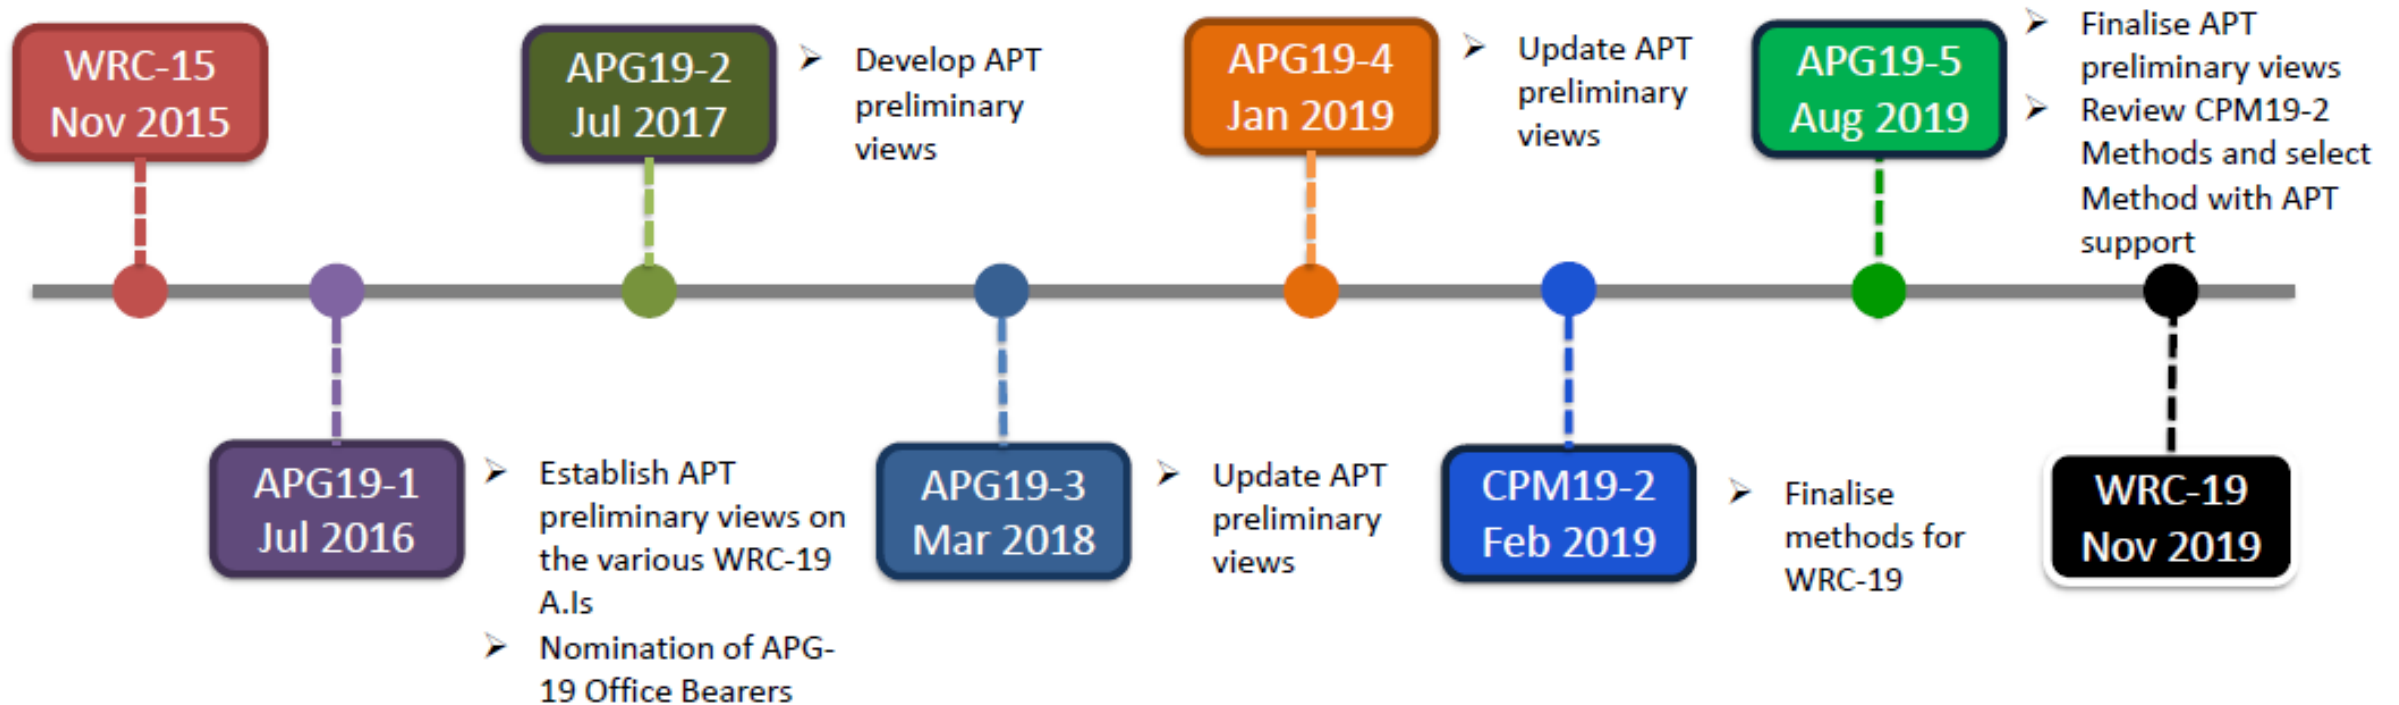 WRC-15
Nov 2015
APG19-2
Jul 2017
➢ Develop APT
preliminary
views
APG19-4
Jan 2019
➢ Update APT
preliminary
views
APG19-5
Aug 2019
➢ Finalise APT
preliminary views
➢ Review CPM19-2
Methods and select
Method with APT
support
APG19-1
Jul 2016
➢ Establish APT
preliminary views on
the various WRC-19
A.Is
➢ Nomination of APG-
19 Office Bearers
APG19-3
Mar 2018
➢ Update APT
preliminary
views
CPM19-2
Feb 2019
➢ Finalise
methods for
WRC-19
WRC-19
Nov 2019